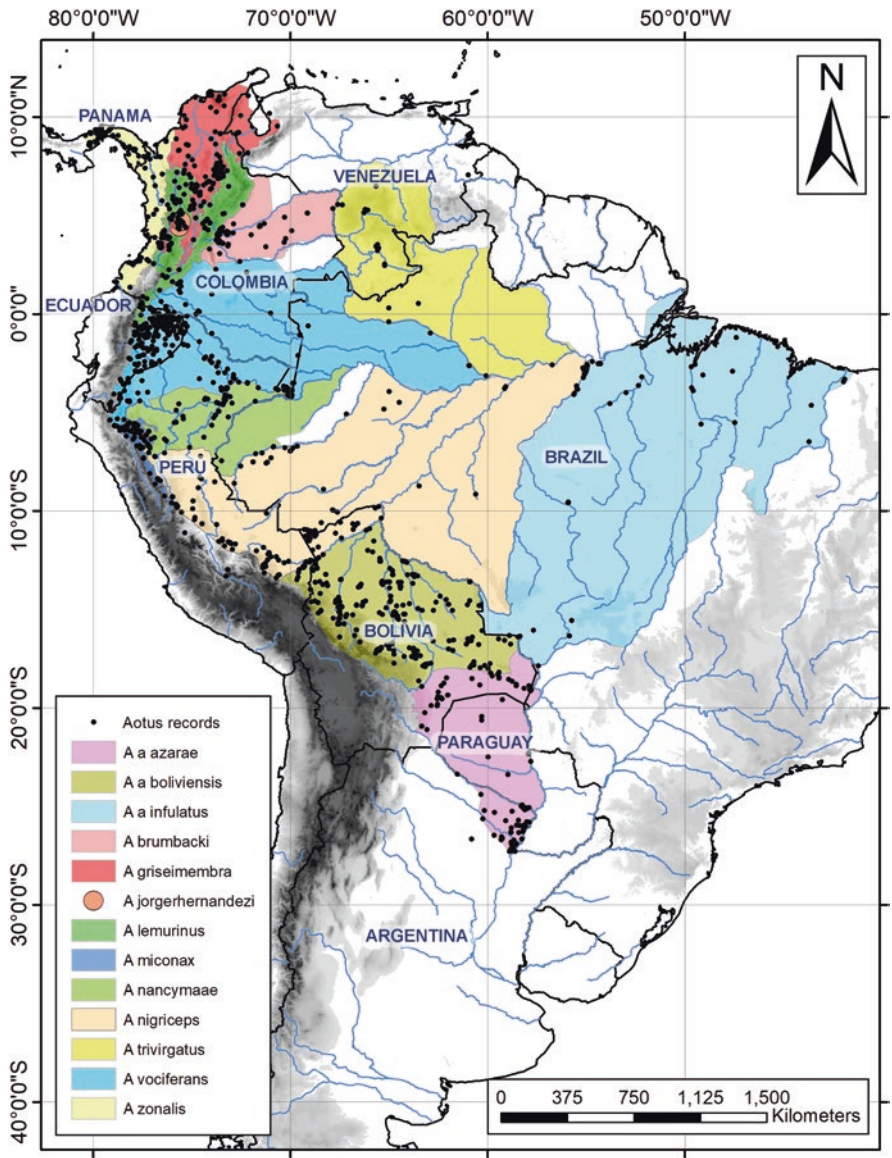 80°0'0"W 70°0'0"W 60°0'0"W 50°0'0"W
10°0'0"N
0°0'0"
10°0'0"S
20°0'0"S
30°0'0"S
40°0'0"S
N
PANAMA
VENEZUELA
COLOMBIA
ECUADOR
BRAZIL
PERU
BOLIVIA
PARAGUAY
ARGENTINA
Aotus records
A a azarae
A a boliviensis
A a infulatus
A brumbacki
A griseimembra
A jorgerhernandezi
A lemurinus
A miconax
A nancymaae
A nigriceps
A trivirgatus
A vociferans
A zonalis
0 375 750 1,125 1,500
Kilometers